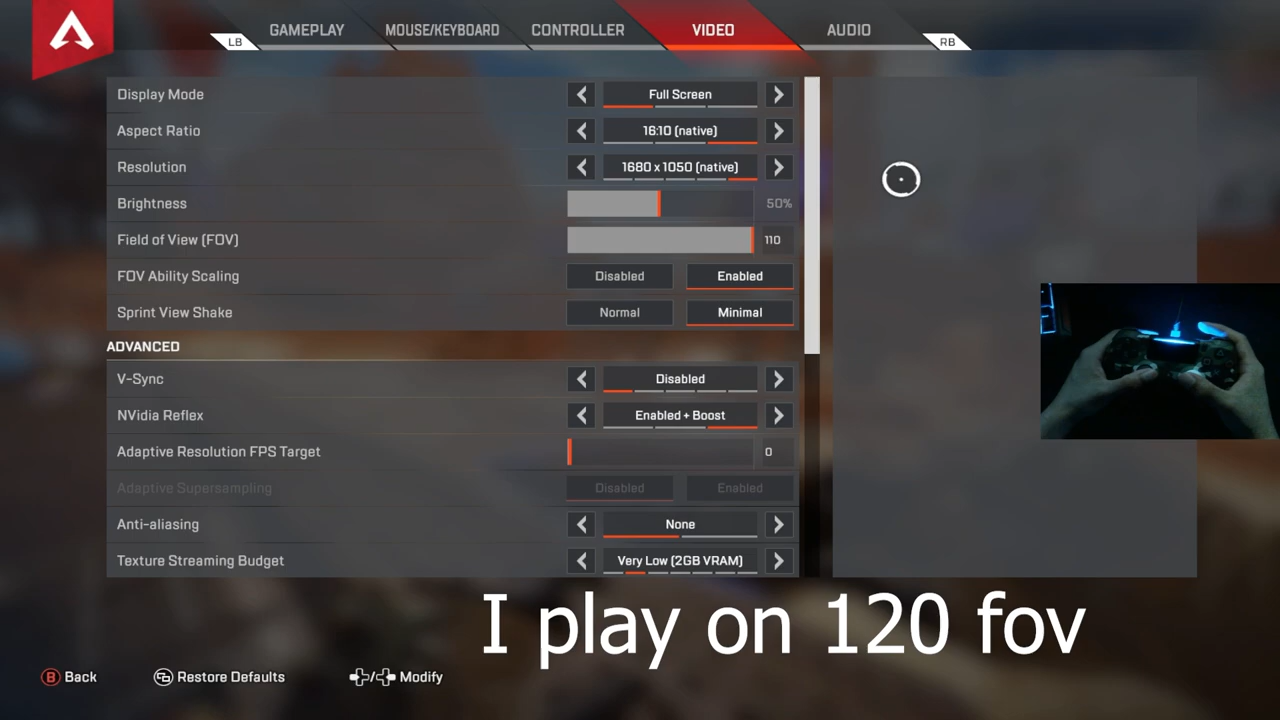 LB
GAMEPLAY
MOUSE/KEYBOARD
CONTROLLER
VIDEO
AUDIO
RB
Display Mode
Full Screen
Aspect Ratio
16:10 (native)
Resolution
1680 x 1050 (native)
Brightness
50%
Field of View (FOV)
110
FOV Ability Scaling
Disabled
Enabled
Sprint View Shake
Normal
Minimal
ADVANCED
V-Sync
Disabled
NVidia Reflex
Enabled + Boost
Adaptive Resolution FPS Target
0
Adaptive Supersampling
Disabled
Enabled
Anti-aliasing
None
Texture Streaming Budget
Very Low (2GB VRAM)
I play on 120 fov
B Back
Restore Defaults
/ Modify